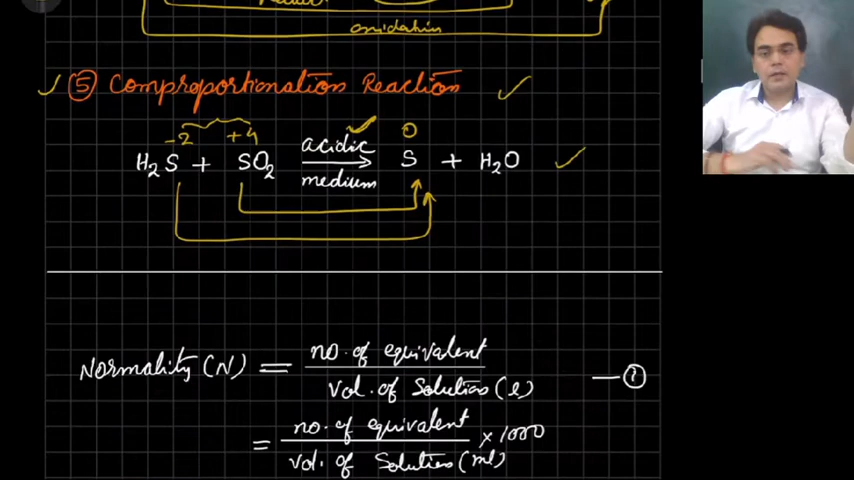 oxidation
✓ ⑤ Comproportionation Reaction ✓
-2 +4 ✓ 0
H₂S + SO₂ acidic medium → S + H₂O ✓
Normality (N) = no. of equivalent / vol. of Solution (l) — ①
= no. of equivalent / vol. of Solution (ml) × 1000